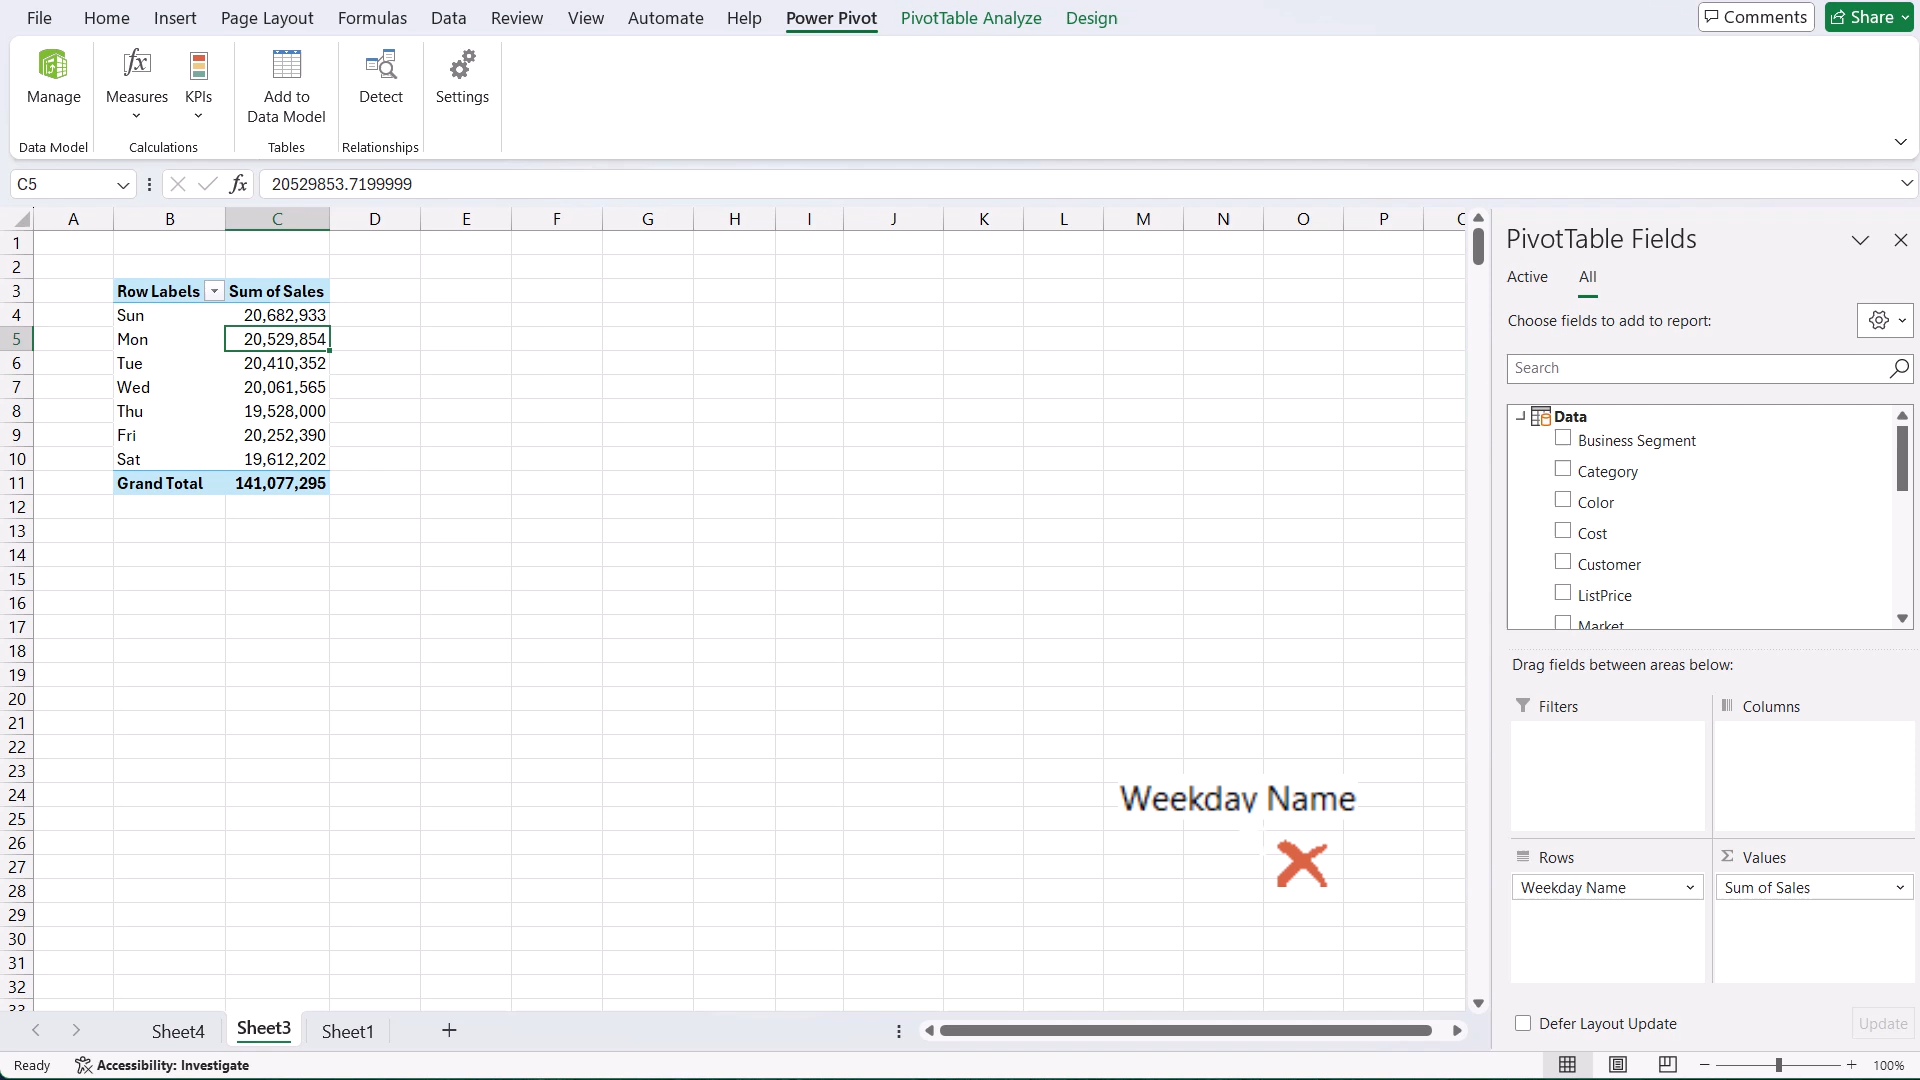 File Home Insert Page Layout Formulas Data Review View Automate Help Power Pivot PivotTable Analyze Design Comments Share
Manage Measures KPIs Add to Data Model Detect Settings
Data Model Calculations Tables Relationships
C5 fx 20529853.7199999
A B C D E F G H I J K L M N O P
1
2
3 Row Labels Sum of Sales
4 Sun 20,682,933
5 Mon 20,529,854
6 Tue 20,410,352
7 Wed 20,061,565
8 Thu 19,528,000
9 Fri 20,252,390
10 Sat 19,612,202
11 Grand Total 141,077,295
12
13
14
15
16
17
18
19
20
21
22
23
24
25
26
27
28
29
30
31
32
33
Weekday Name
PivotTable Fields
Active All
Choose fields to add to report:
Search
Data
Business Segment
Category
Color
Cost
Customer
ListPrice
Market
Drag fields between areas below:
Filters Columns
Rows Σ Values
Weekday Name Sum of Sales
Defer Layout Update Update
Sheet4 Sheet3 Sheet1
Ready Accessibility: Investigate 100%